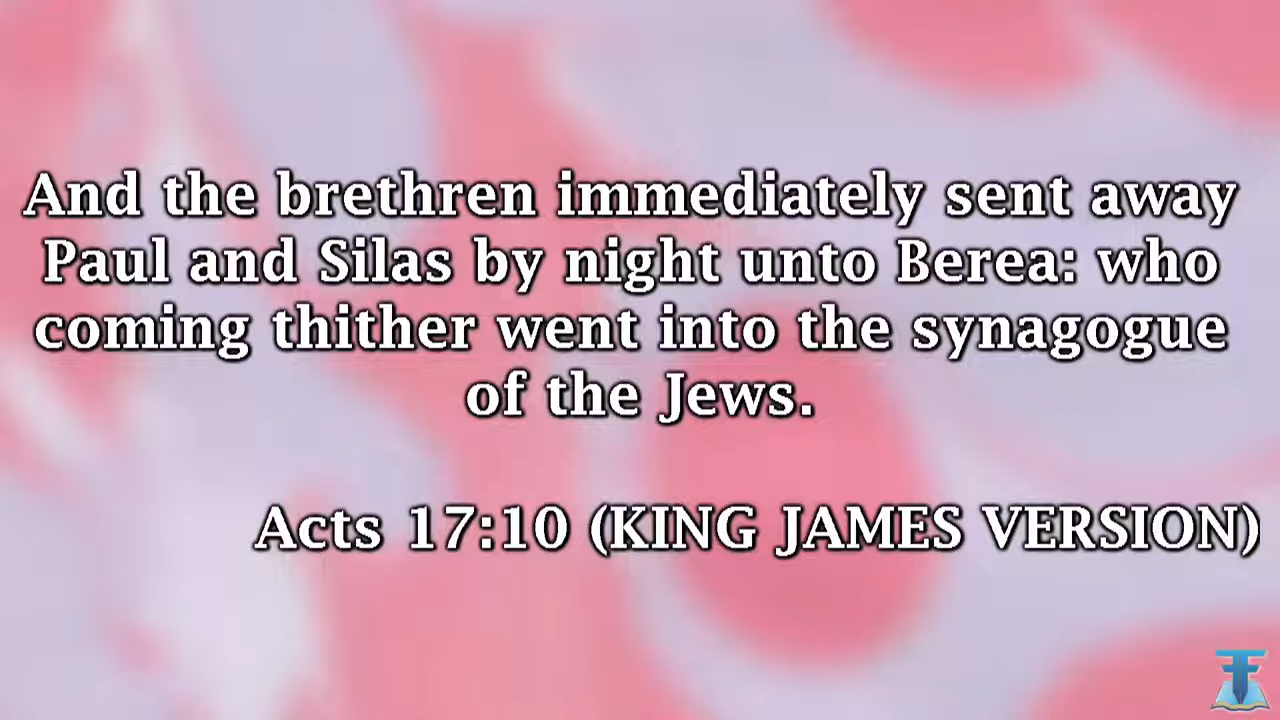 And the brethren immediately sent away
Paul and Silas by night unto Berea: who
coming thither went into the synagogue
of the Jews.
Acts 17:10 (KING JAMES VERSION)